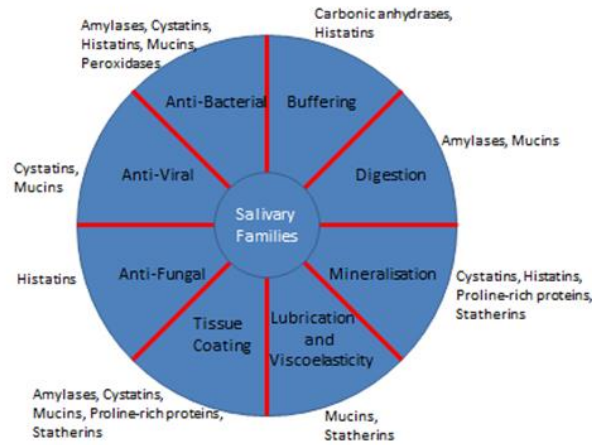 Amylases, Cystatins,
Histatins, Mucins,
Peroxidases
Carbonic anhydrases,
Histatins
Anti-Bacterial
Buffering
Cystatins,
Mucins
Anti-Viral
Digestion
Amylases, Mucins
Salivary
Families
Histatins
Anti-Fungal
Mineralisation
Cystatins, Histatins,
Proline-rich proteins,
Statherins
Tissue
Coating
Lubrication
and
Viscoelasticity
Amylases, Cystatins,
Mucins, Proline-rich proteins,
Statherins
Mucins,
Statherins